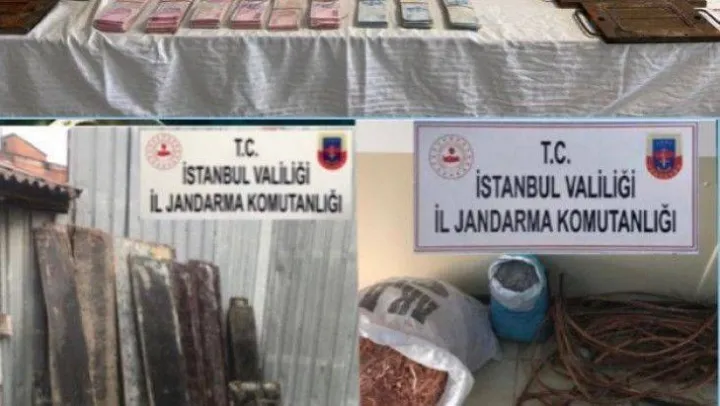 T.C.
İSTANBUL VALİLİĞİ
İL JANDARMA KOMUTANLIĞI
T.C.
İSTANBUL VALİLİĞİ
İL JANDARMA KOMUTANLIĞI